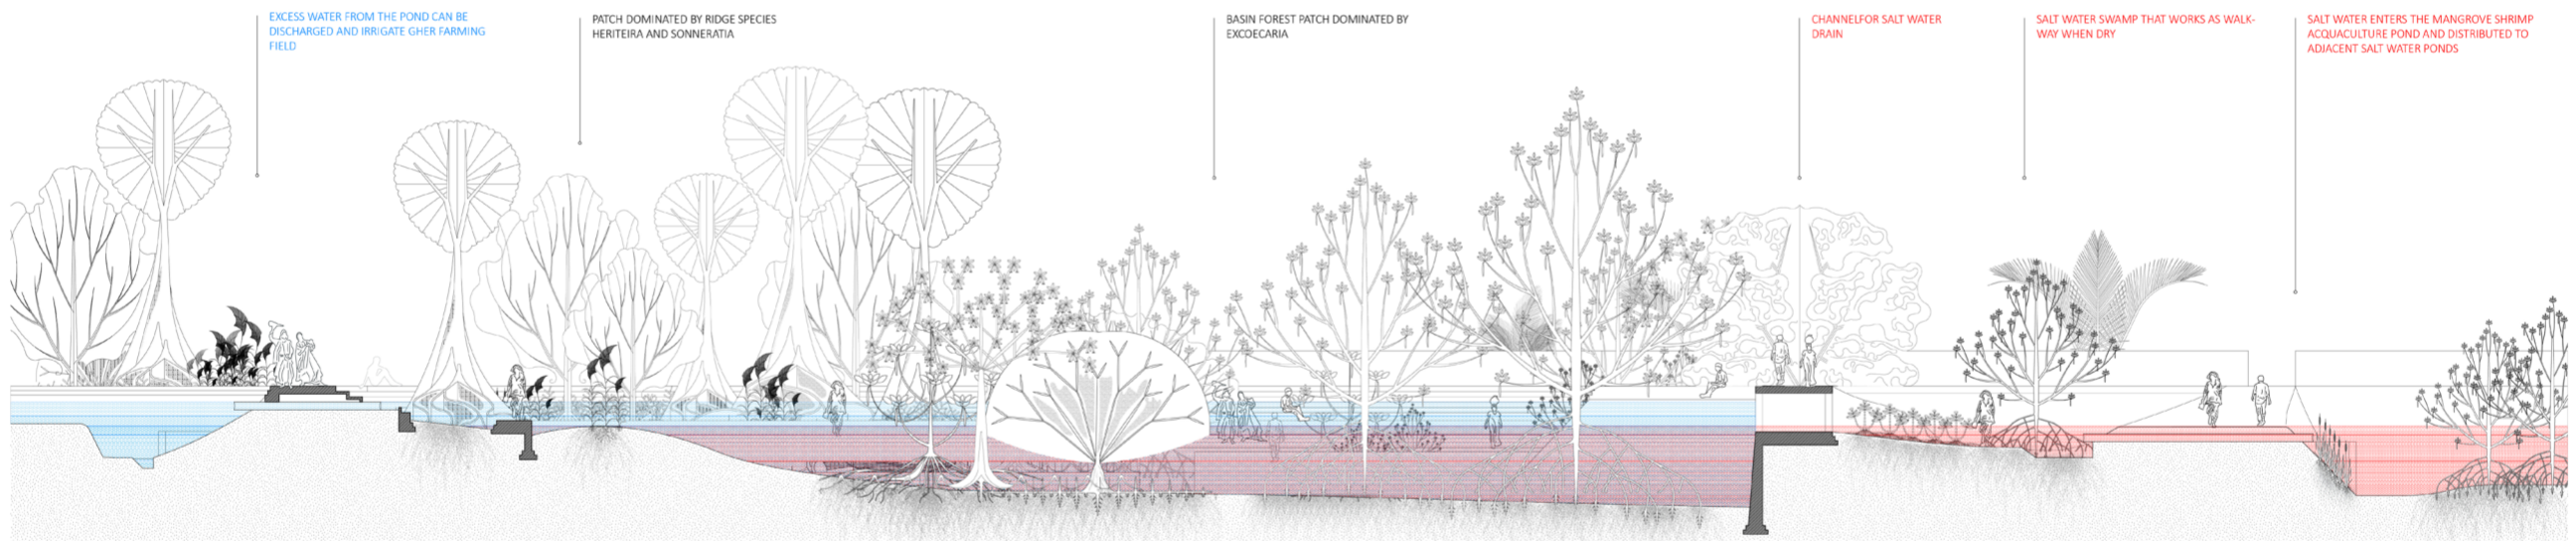 EXCESS WATER FROM THE POND CAN BE
DISCHARGED AND IRRIGATE GHER FARMING
FIELD
PATCH DOMINATED BY RIDGE SPECIES
HERITEIRA AND SONNERATIA
BASIN FOREST PATCH DOMINATED BY
EXCOECARIA
CHANNELFOR SALT WATER
DRAIN
SALT WATER SWAMP THAT WORKS AS WALK-
WAY WHEN DRY
SALT WATER ENTERS THE MANGROVE SHRIMP
ACQUACULTURE POND AND DISTRIBUTED TO
ADJACENT SALT WATER PONDS